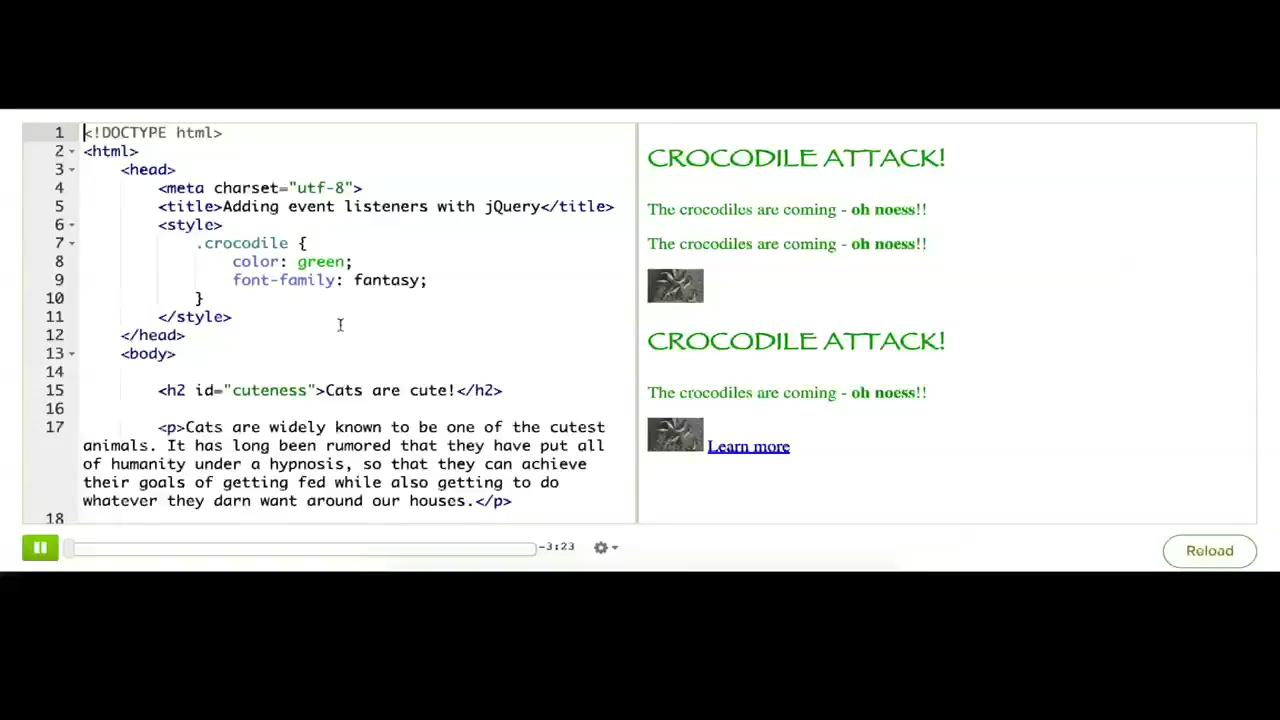 1 <!DOCTYPE html>
2 <html>
3 <head>
4 <meta charset="utf-8">
5 <title>Adding event listeners with jQuery</title>
6 <style>
7 .crocodile {
8 color: green;
9 font-family: fantasy;
10 }
11 </style>
12 </head>
13 <body>
14
15 <h2 id="cuteness">Cats are cute!</h2>
16
17 <p>Cats are widely known to be one of the cutest
animals. It has long been rumored that they have put all
of humanity under a hypnosis, so that they can achieve
their goals of getting fed while also getting to do
whatever they darn want around our houses.</p>
18
CROCODILE ATTACK!
The crocodiles are coming - oh noess!!
The crocodiles are coming - oh noess!!
CROCODILE ATTACK!
The crocodiles are coming - oh noess!!
Learn more
-3:23
Reload